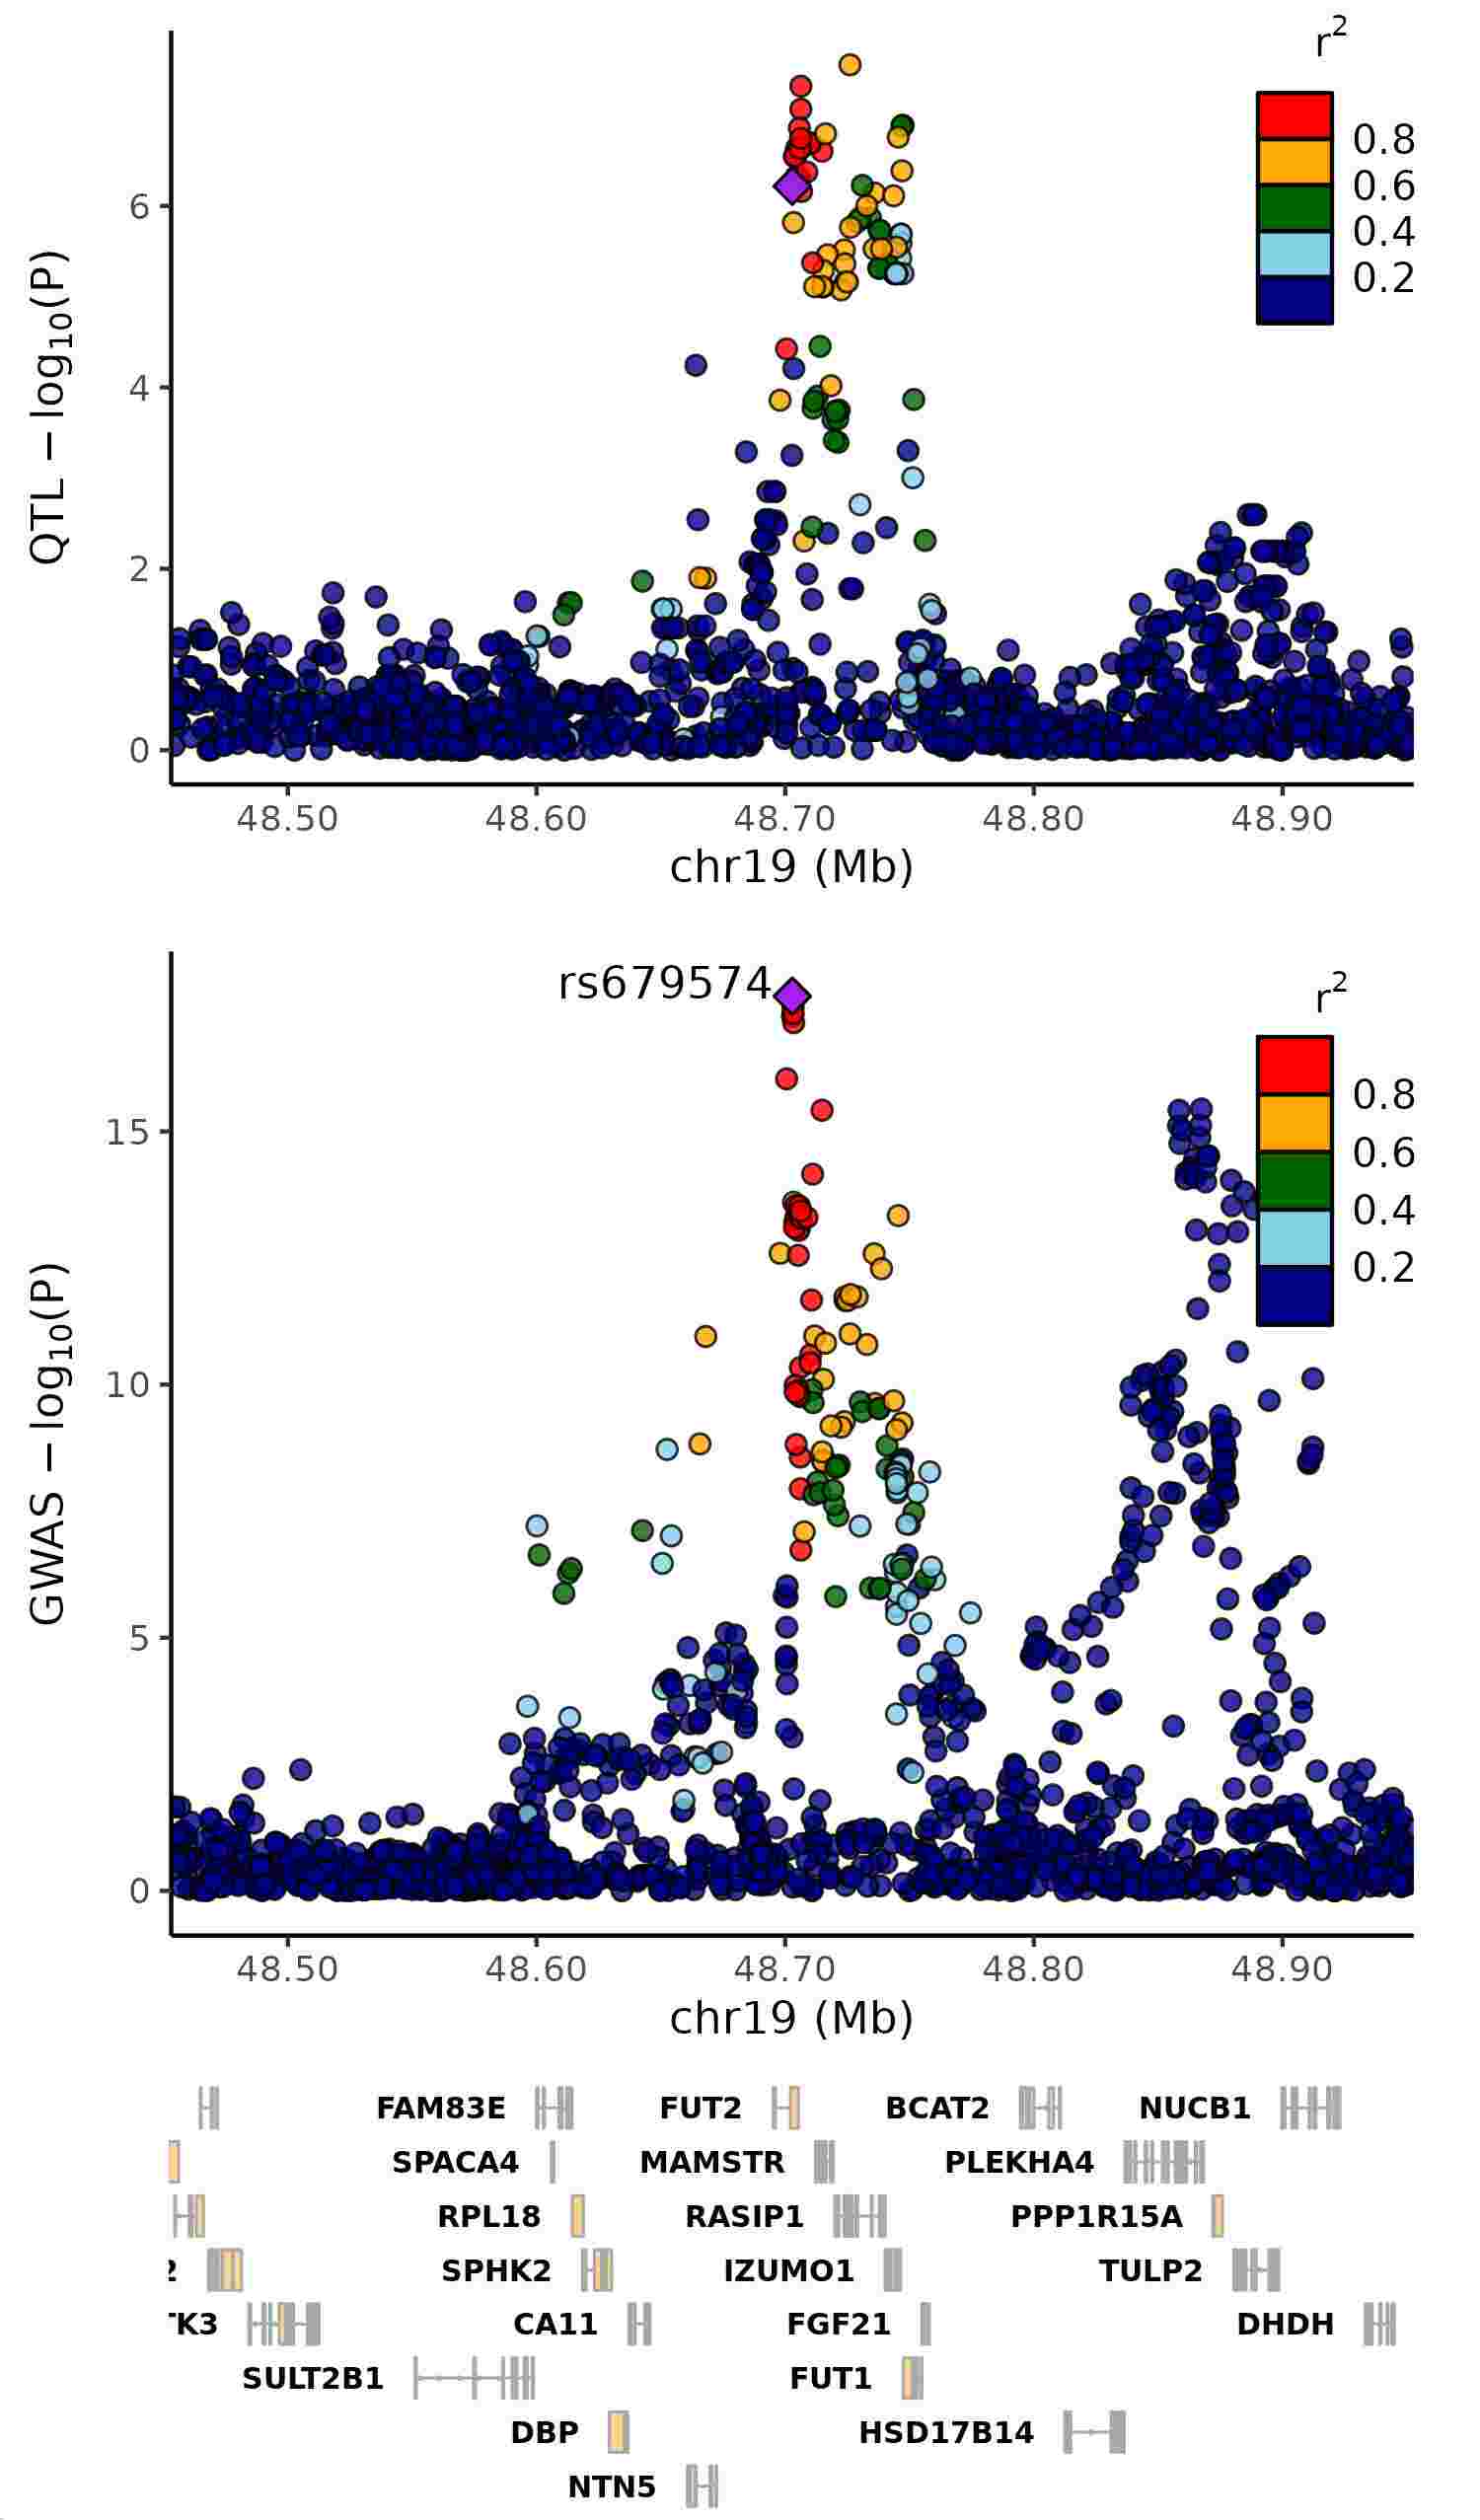 r2
0.8
0.6
0.4
0.2
6
4
2
0
QTL −log10(P)
48.50 48.60 48.70 48.80 48.90
chr19 (Mb)
rs679574
r2
0.8
0.6
0.4
0.2
15
10
5
0
GWAS −log10(P)
48.50 48.60 48.70 48.80 48.90
chr19 (Mb)
FAM83E FUT2 BCAT2 NUCB1
SPACA4 MAMSTR PLEKHA4
RPL18 RASIP1 PPP1R15A
2 SPHK2 IZUMO1 TULP2
TK3 CA11 FGF21 DHDH
SULT2B1 FUT1
DBP HSD17B14
NTN5